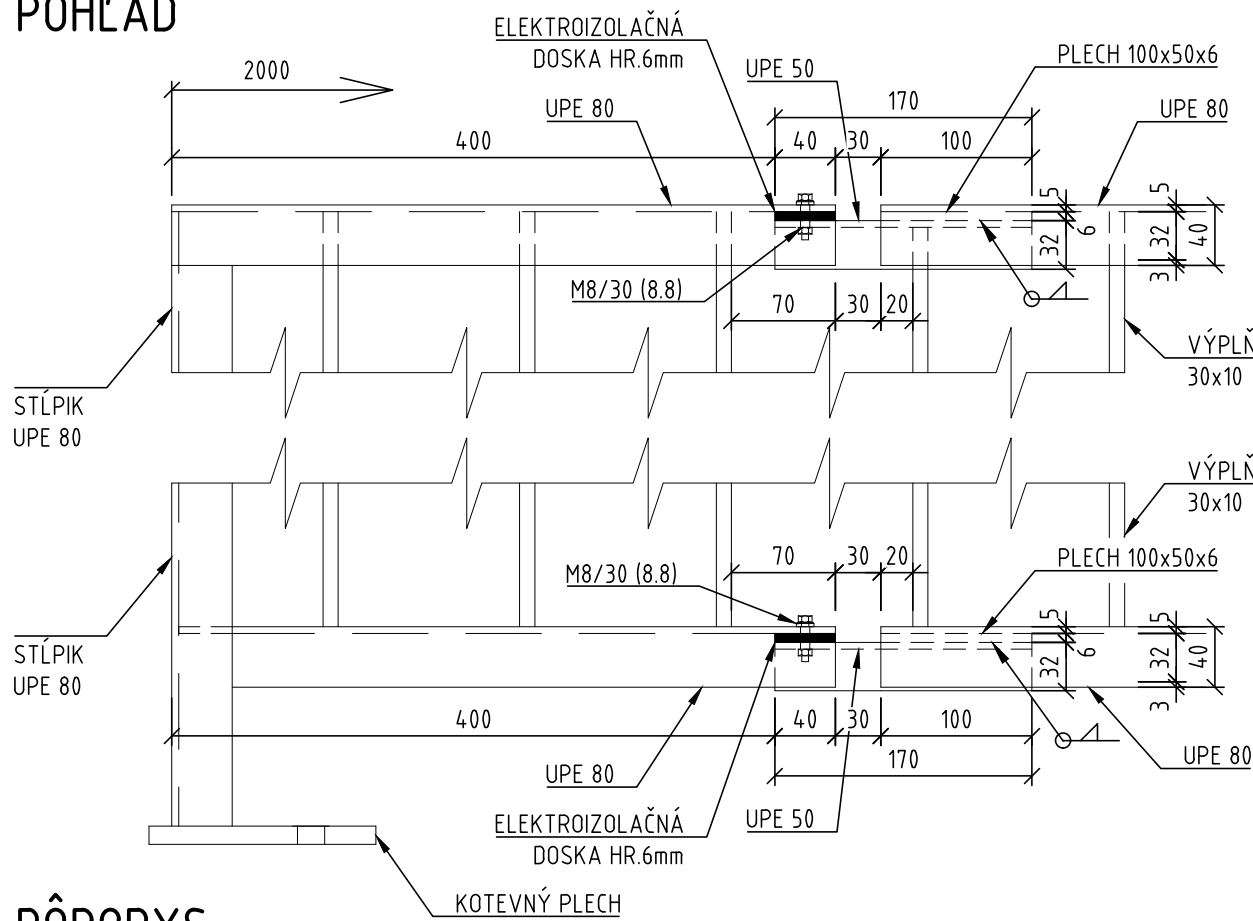 POHĽAD
ELEKTROIZOLAČNÁ
DOSKA HR.6mm
2000
UPE 50
PLECH 100x50x6
170
UPE 80
UPE 80
400
40
30
100
5
6
32
5
32
3
40
M8/30 (8.8)
70
30
20
VÝPLŇ
30x10
STĹPIK
UPE 80
VÝPLŇ
30x10
70
30
20
PLECH 100x50x6
M8/30 (8.8)
5
6
32
5
32
3
40
STĹPIK
UPE 80
400
40
30
100
170
UPE 80
UPE 80
UPE 50
ELEKTROIZOLAČNÁ
DOSKA HR.6mm
KOTEVNÝ PLECH
PÔDORYS